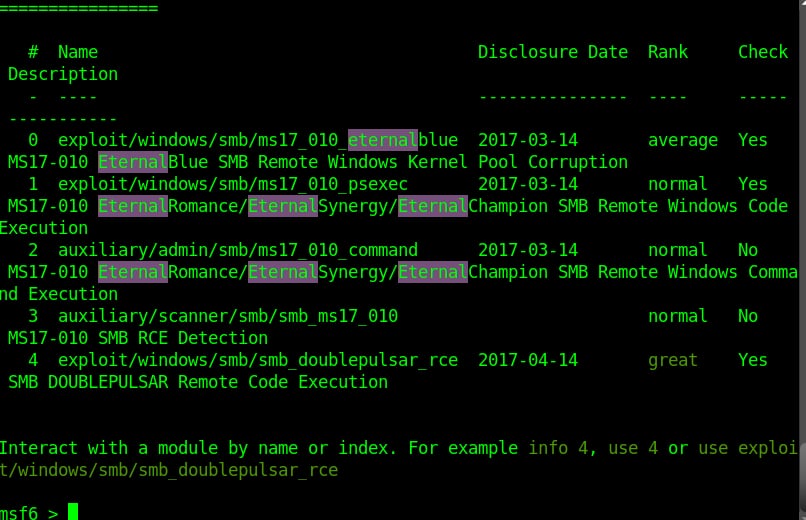 ================
#  Name                                      Disclosure Date  Rank     Check
Description
-  ----                                      ---------------  ----     -----
-----------
0  exploit/windows/smb/ms17_010_eternalblue  2017-03-14       average  Yes
MS17-010 EternalBlue SMB Remote Windows Kernel Pool Corruption
1  exploit/windows/smb/ms17_010_psexec       2017-03-14       normal   Yes
MS17-010 EternalRomance/EternalSynergy/EternalChampion SMB Remote Windows Code
Execution
2  auxiliary/admin/smb/ms17_010_command      2017-03-14       normal   No
MS17-010 EternalRomance/EternalSynergy/EternalChampion SMB Remote Windows Comma
nd Execution
3  auxiliary/scanner/smb/smb_ms17_010                         normal   No
MS17-010 SMB RCE Detection
4  exploit/windows/smb/smb_doublepulsar_rce  2017-04-14       great    Yes
SMB DOUBLEPULSAR Remote Code Execution
Interact with a module by name or index. For example info 4, use 4 or use exploi
t/windows/smb/smb_doublepulsar_rce
msf6 >